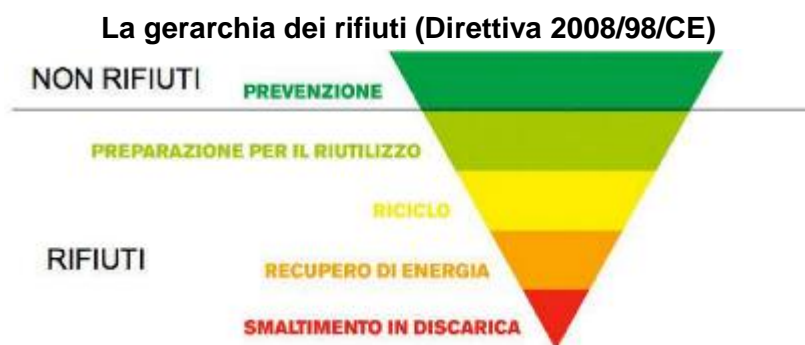 La gerarchia dei rifiuti (Direttiva 2008/98/CE)
NON RIFIUTI
PREVENZIONE
PREPARAZIONE PER IL RIUTILIZZO
RICICLO
RIFIUTI
RECUPERO DI ENERGIA
SMALTIMENTO IN DISCARICA